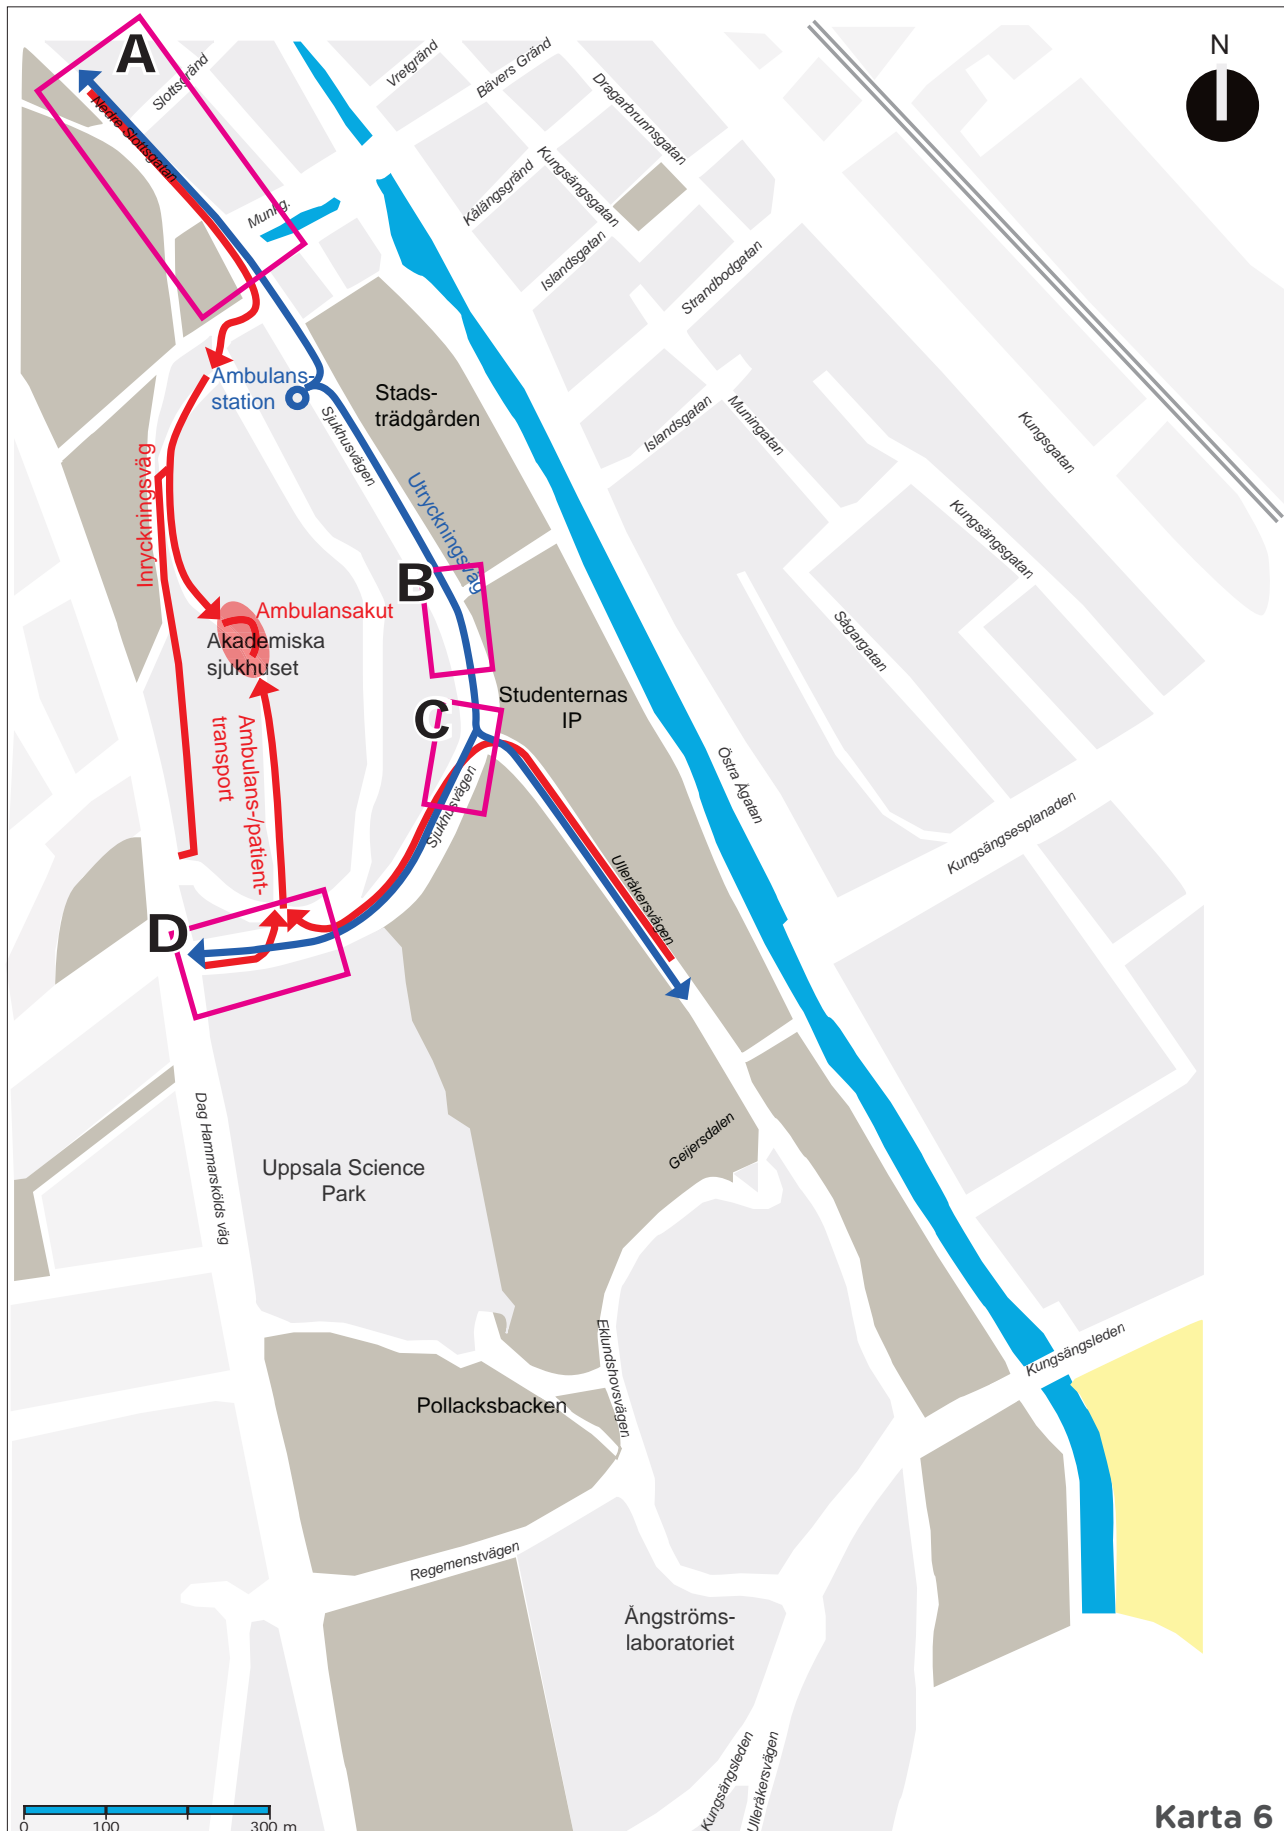 A
N
Slottsgränd
Vretgränd
Bävers Gränd
Dragarbrunnsgatan
Nedre Slottsgatan
Munkg.
Kålängsgränd
Kungsängsgatan
Islandsgatan
Strandbodgatan
Ambulans-
station
Stads-
trädgården
Sjukhusvägen
Islandsgatan
Muningatan
Kungsgatan
Inryckningsväg
Utryckningsväg
Kungsängsgatan
B
Ambulansakut
Akademiska
sjukhuset
Sågargatan
Studenternas
IP
C
Ambulans-/patient-
transport
Östra Ågatan
Sjukhusvägen
Kungsängsesplanaden
Ulleråkersvägen
D
Dag Hammarskölds väg
Geijersdalen
Uppsala Science
Park
Eklundshovsvägen
Kungsängsleden
Pollacksbacken
Regementsvägen
Ångströms-
laboratoriet
Kungsängsleden
Ulleråkersvägen
0 100 300 m
Karta 6